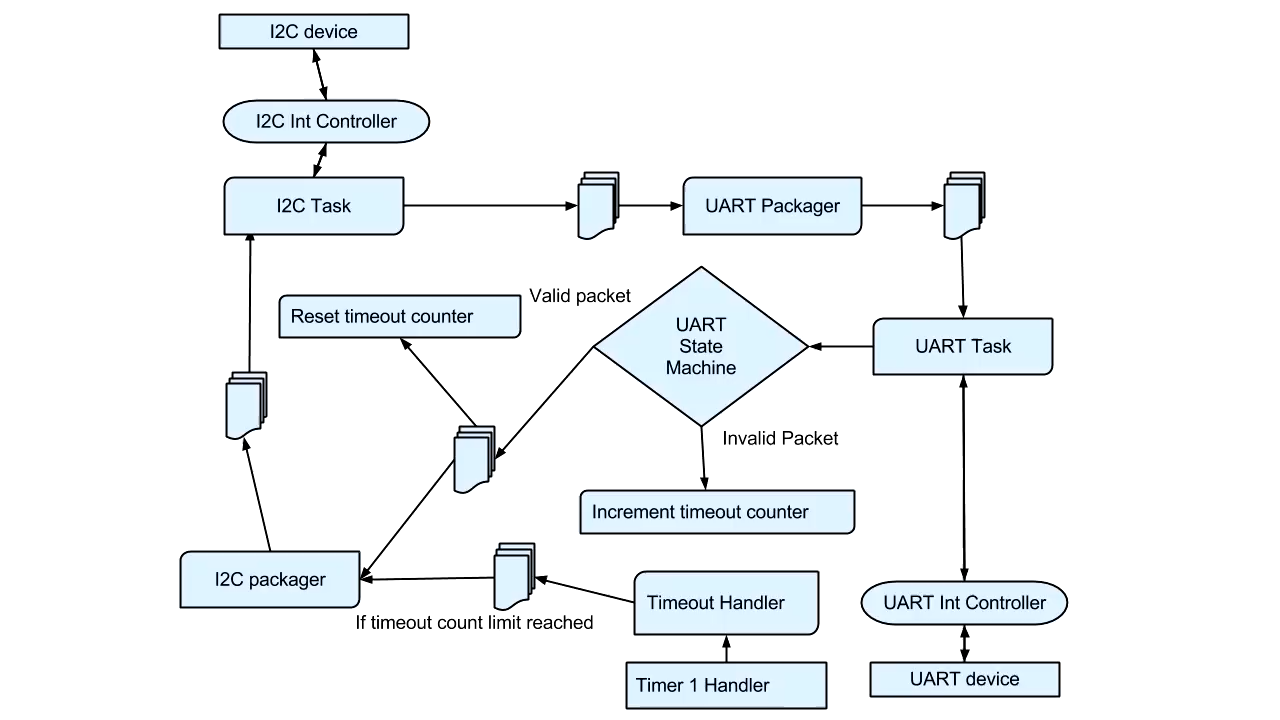 I2C device
I2C Int Controller
I2C Task
UART Packager
Valid packet
Reset timeout counter
UART
State
Machine
UART Task
Invalid Packet
Increment timeout counter
I2C packager
If timeout count limit reached
Timeout Handler
UART Int Controller
Timer 1 Handler
UART device